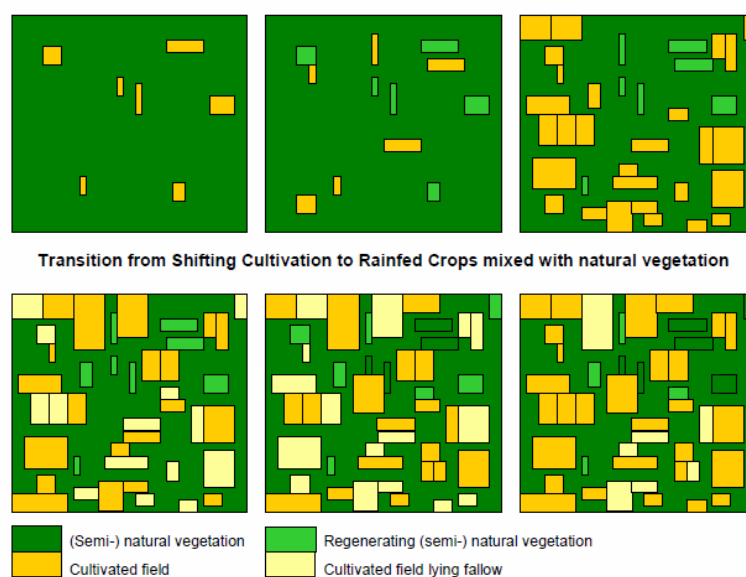 Transition from Shifting Cultivation to Rainfed Crops mixed with natural vegetation
(Semi-) natural vegetation
Regenerating (semi-) natural vegetation
Cultivated field
Cultivated field lying fallow